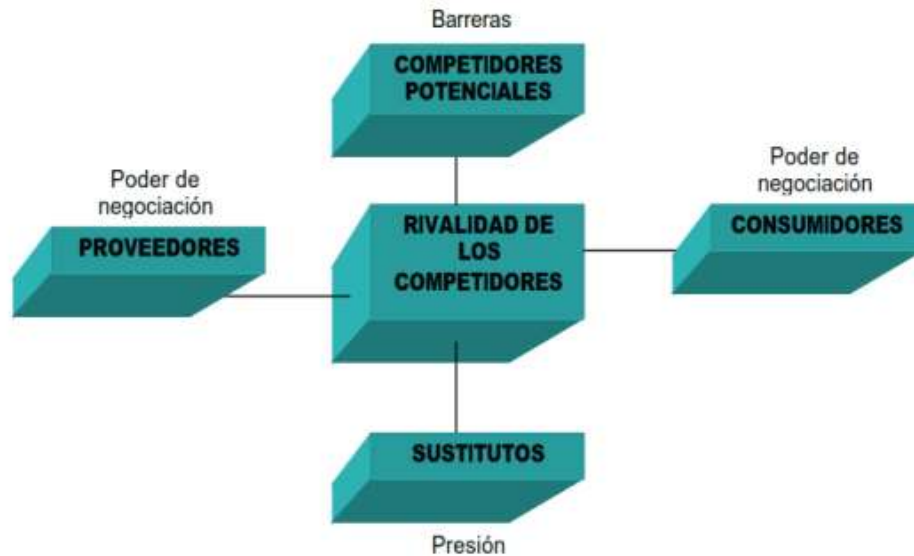 Barreras
COMPETIDORES
POTENCIALES
Poder de
negociación
PROVEEDORES
RIVALIDAD DE
LOS
COMPETIDORES
Poder de
negociación
CONSUMIDORES
SUSTITUTOS
Presión